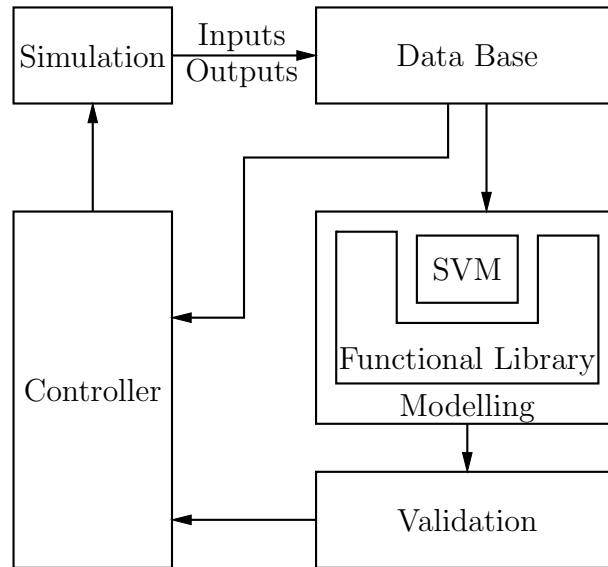 Simulation
Inputs
Outputs
Data Base
SVM
Functional Library
Modelling
Controller
Validation